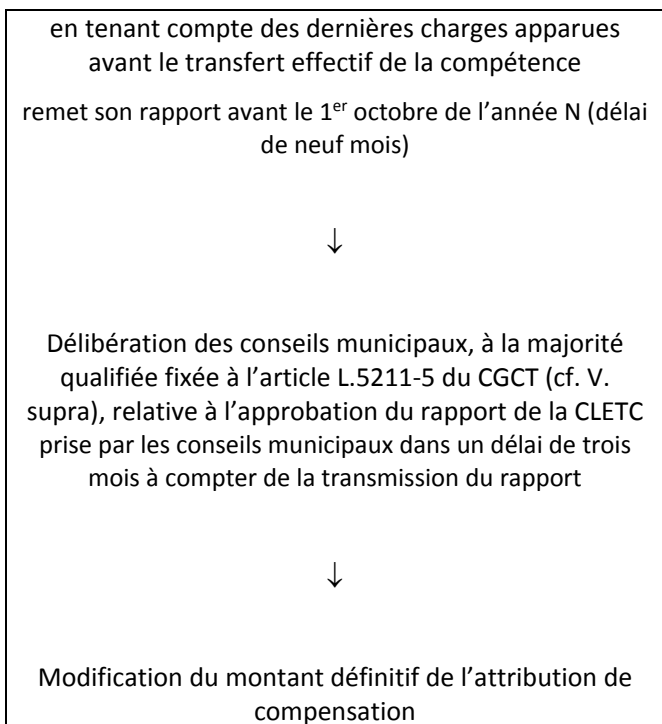 en tenant compte des dernières charges apparues
avant le transfert effectif de la compétence
remet son rapport avant le 1er octobre de l’année N (délai
de neuf mois)
↓
Délibération des conseils municipaux, à la majorité
qualifiée fixée à l’article L.5211-5 du CGCT (cf. V.
supra), relative à l’approbation du rapport de la CLETC
prise par les conseils municipaux dans un délai de trois
mois à compter de la transmission du rapport
↓
Modification du montant définitif de l’attribution de
compensation